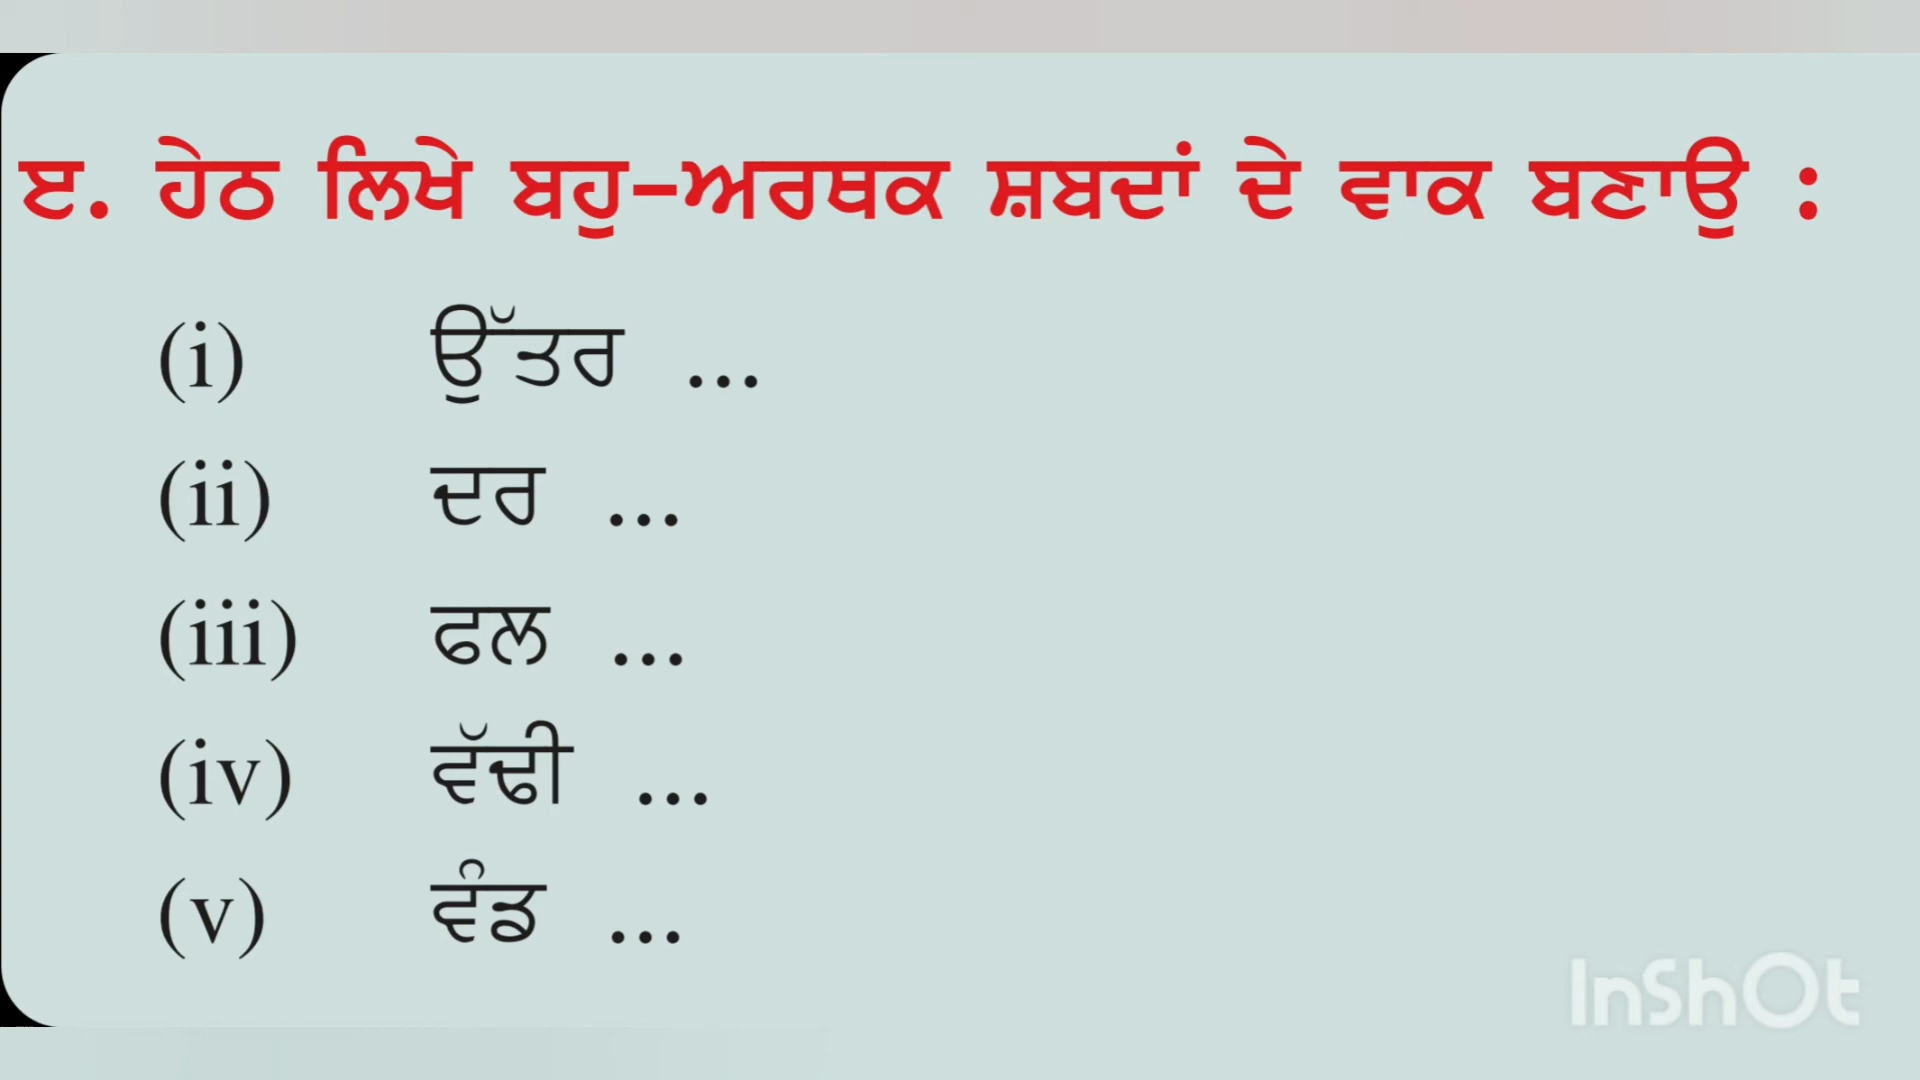 ੲ. ਹੇਠ ਲਿਖੇ ਬਹੁ-ਅਰਥਕ ਸ਼ਬਦਾਂ ਦੇ ਵਾਕ ਬਣਾਉ :
(i) ਉੱਤਰ ...
(ii) ਦਰ ...
(iii) ਫਲ ...
(iv) ਵੱਢੀ ...
(v) ਵੰਡ ...
InShOt